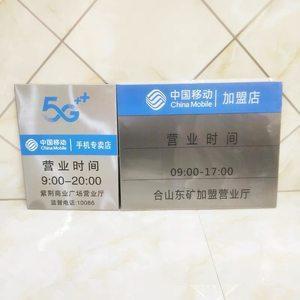 5G++
中国移动
China Mobile
手机专卖店
营业时间
9:00-20:00
紫荆商业广场营业厅
监督电话:10086
中国移动
China Mobile
加盟店
营业时间
09:00-17:00
合山东矿加盟营业厅